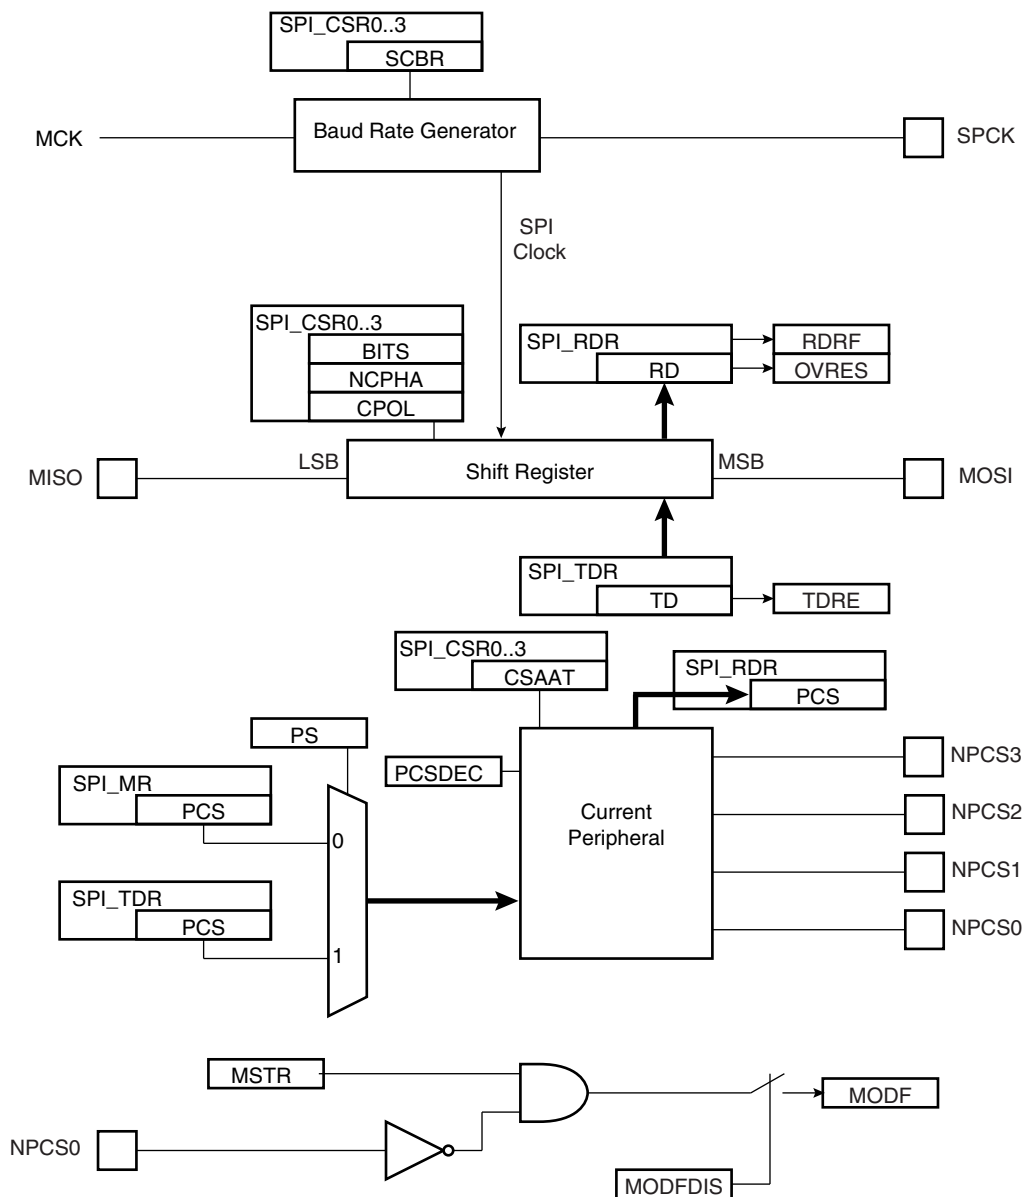 SPI_CSR0..3
SCBR
MCK
Baud Rate Generator
SPCK
SPI
Clock
SPI_CSR0..3
BITS
NCPHA
CPOL
SPI_RDR
RD
RDRF
OVRES
MISO
LSB
Shift Register
MSB
MOSI
SPI_TDR
TD
TDRE
SPI_CSR0..3
CSAAT
SPI_RDR
PCS
PS
PCSDEC
NPCS3
SPI_MR
PCS
0
Current
Peripheral
NPCS2
NPCS1
SPI_TDR
PCS
1
NPCS0
MSTR
MODF
NPCS0
MODFDIS